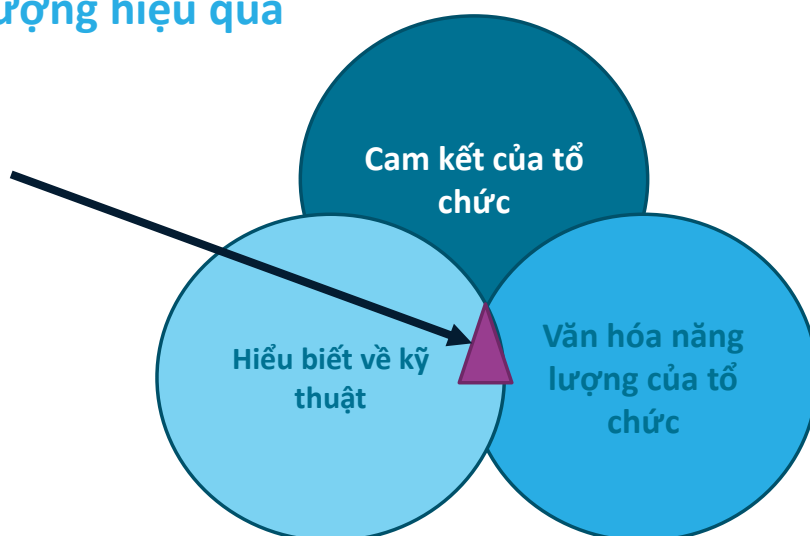 ượng hiệu quả
Cam kết của tổ
chức
Hiểu biết về kỹ
thuật
Văn hóa năng
lượng của tổ
chức